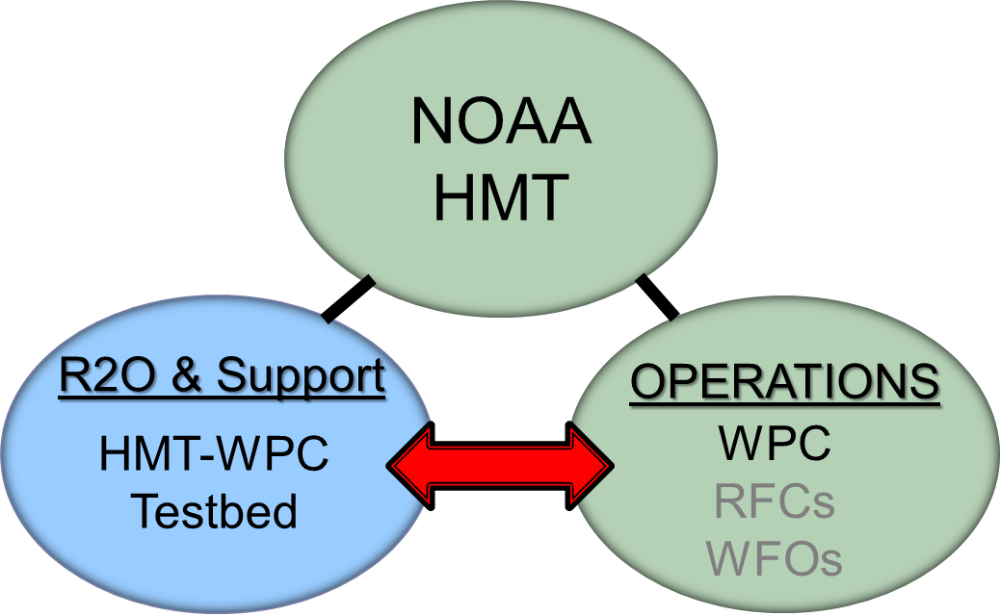 NOAA
HMT
R2O & Support
HMT-WPC
Testbed
OPERATIONS
WPC
RFCs
WFOs